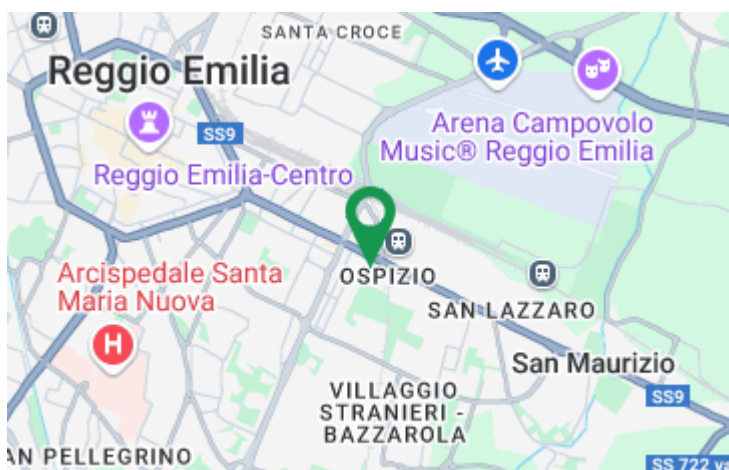 SANTA CROCE
Reggio Emilia
SS9
Arena Campovolo
Music® Reggio Emilia
Reggio Emilia-Centro
Arcispedale Santa
Maria Nuova
H
OSPIZIO
SAN LAZZARO
San Maurizio
VILLAGGIO
STRANIERI -
BAZZAROLA
SS9
AN PELLEGRINO
SS 722 va